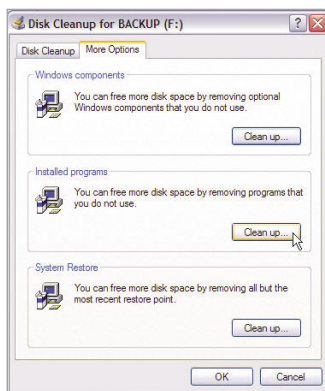 Disk Cleanup for BACKUP (F:)
Disk Cleanup More Options
Windows components
You can free more disk space by removing optional
Windows components that you do not use.
Clean up...
Installed programs
You can free more disk space by removing programs that
you do not use.
Clean up...
System Restore
You can free more disk space by removing all but the
most recent restore point.
Clean up...
OK Cancel